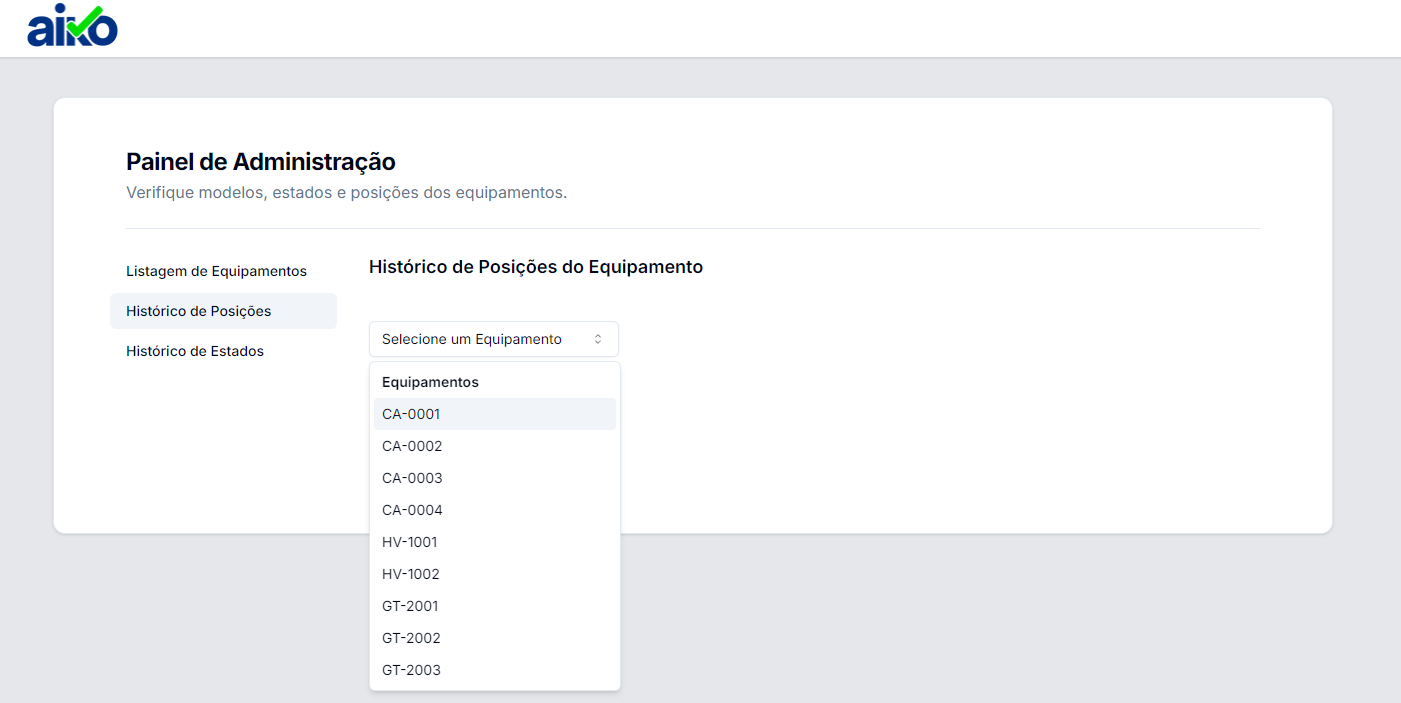 aiko
Painel de Administração
Verifique modelos, estados e posições dos equipamentos.
Listagem de Equipamentos
Histórico de Posições
Histórico de Estados
Histórico de Posições do Equipamento
Selecione um Equipamento
Equipamentos
CA-0001
CA-0002
CA-0003
CA-0004
HV-1001
HV-1002
GT-2001
GT-2002
GT-2003